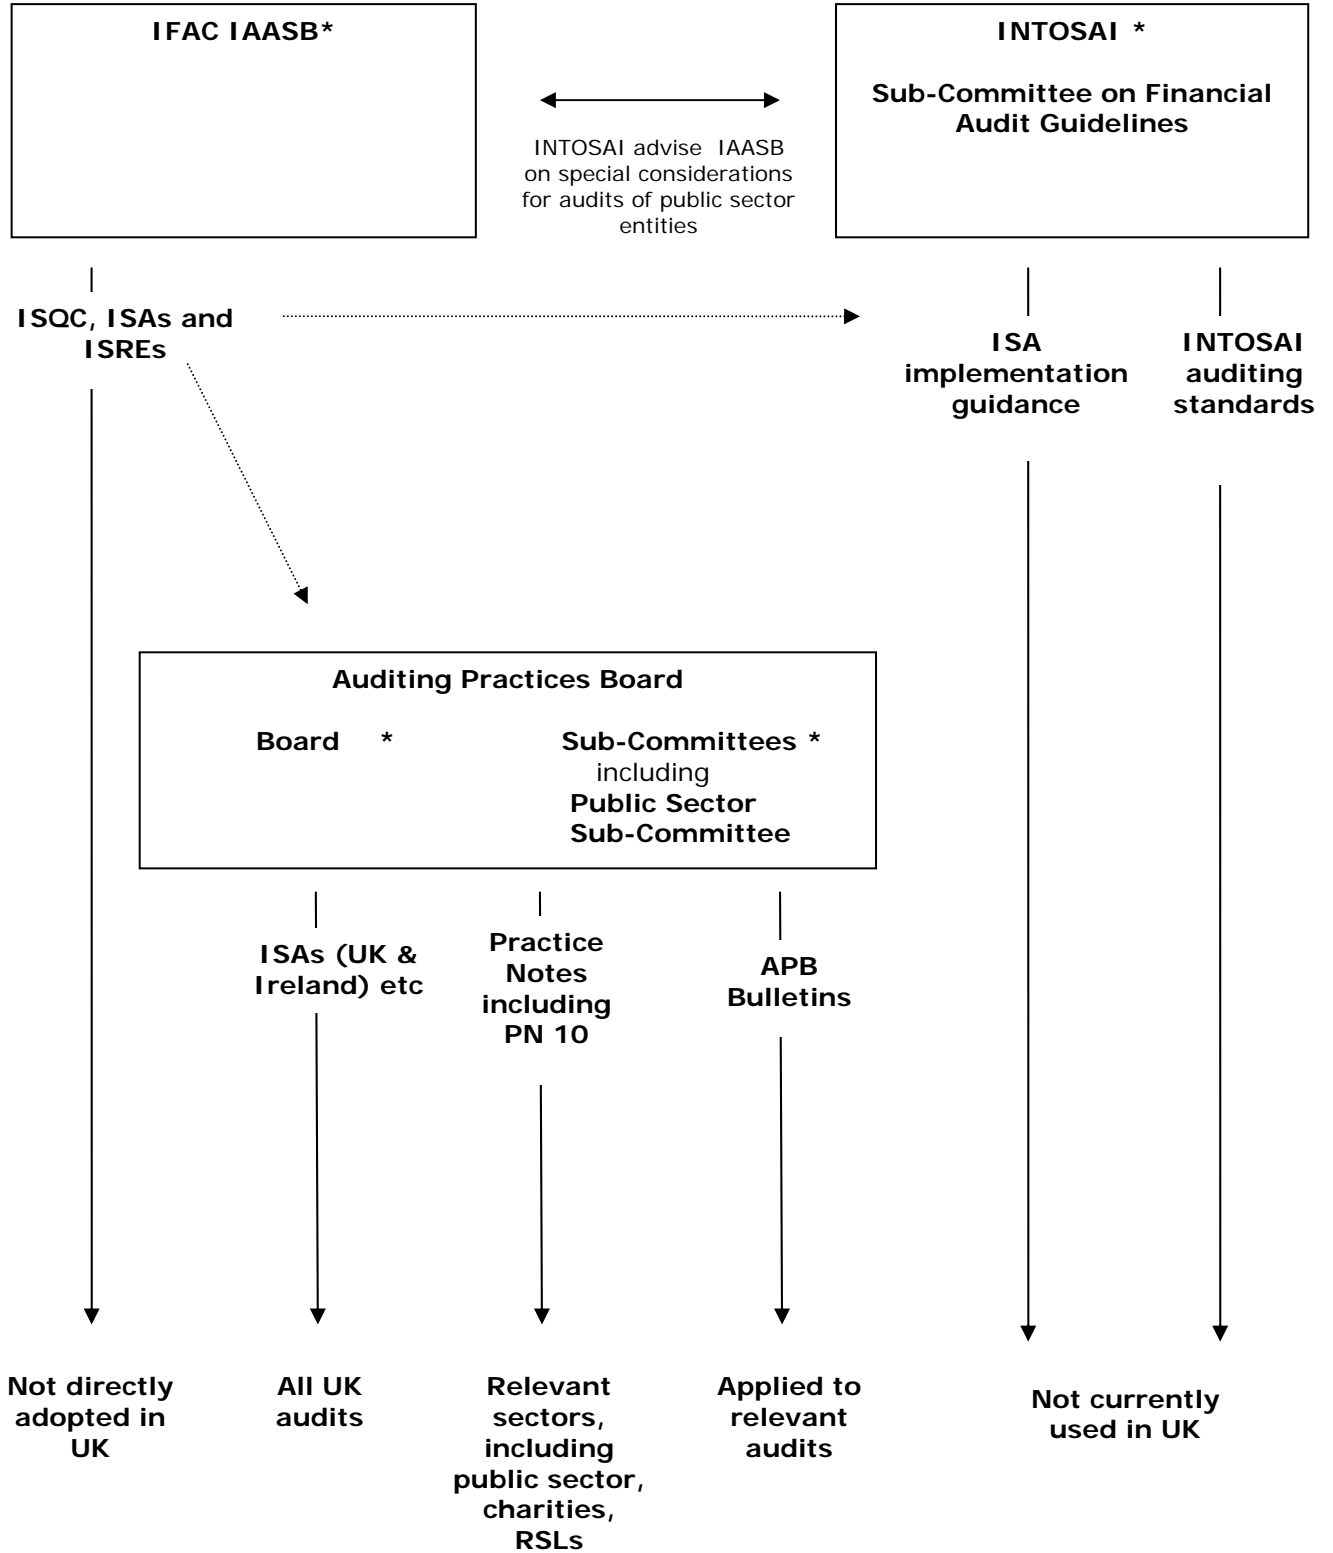 IFAC IAASB*
INTOSAI *
Sub-Committee on Financial
Audit Guidelines
INTOSAI advise IAASB
on special considerations
for audits of public sector
entities
ISQC, ISAs and
ISREs
ISA
implementation
guidance
INTOSAI
auditing
standards
Auditing Practices Board
Board *
Sub-Committees *
including
Public Sector
Sub-Committee
ISAs (UK &
Ireland) etc
Practice
Notes
including
PN 10
APB
Bulletins
Not directly
adopted in
UK
All UK
audits
Relevant
sectors,
including
public sector,
charities,
RSLs
Applied to
relevant
audits
Not currently
used in UK